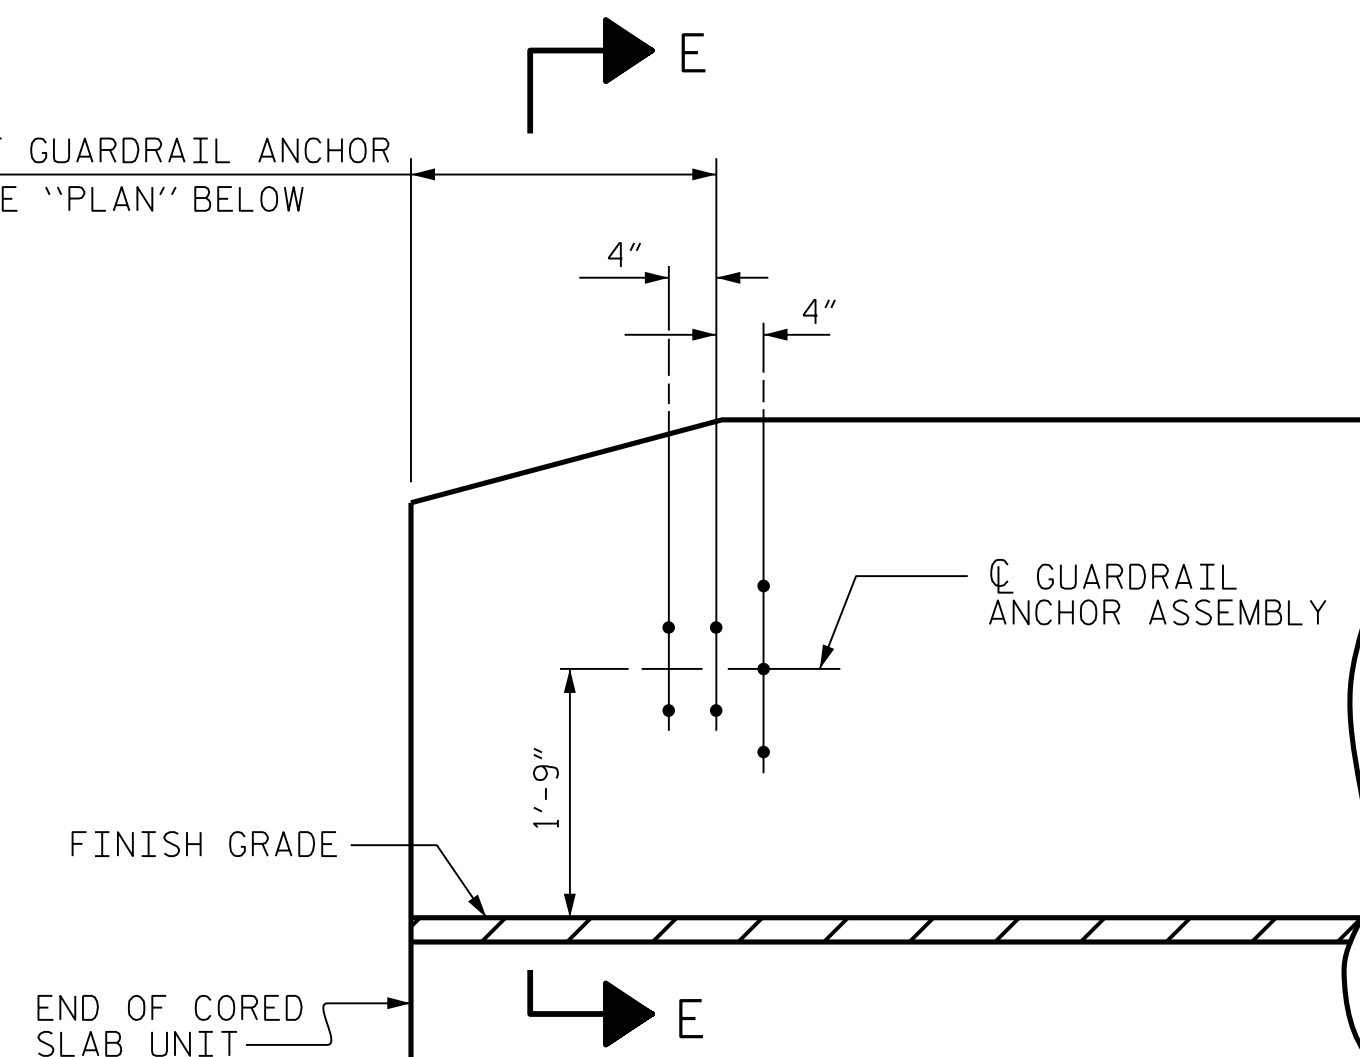 E
GUARDRAIL ANCHOR
"PLAN" BELOW
4"
4"
℄ GUARDRAIL
ANCHOR ASSEMBLY
1'-9"
FINISH GRADE
END OF CORED
SLAB UNIT
E